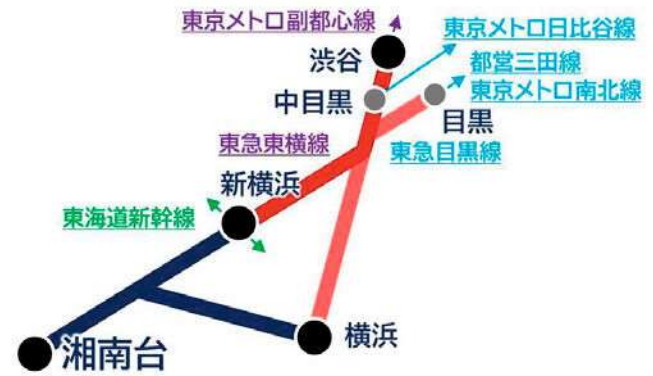 東京メトロ副都心線
東京メトロ日比谷線
渋谷
都営三田線
東京メトロ南北線
中目黒
目黒
東急東横線
東急目黒線
新横浜
東海道新幹線
横浜
湘南台